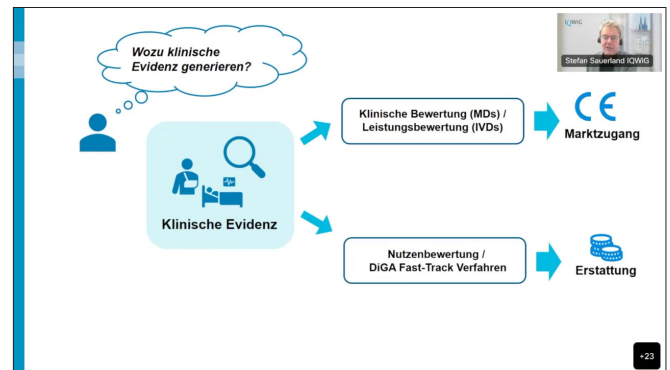 Wozu klinische
Evidenz generieren?
IQWiG
Stefan Sauerland IQWiG
Klinische Bewertung (MDs) /
Leistungsbewertung (IVDs)
CE
Marktzugang
Klinische Evidenz
Nutzenbewertung /
DiGA Fast-Track Verfahren
Erstattung
+23